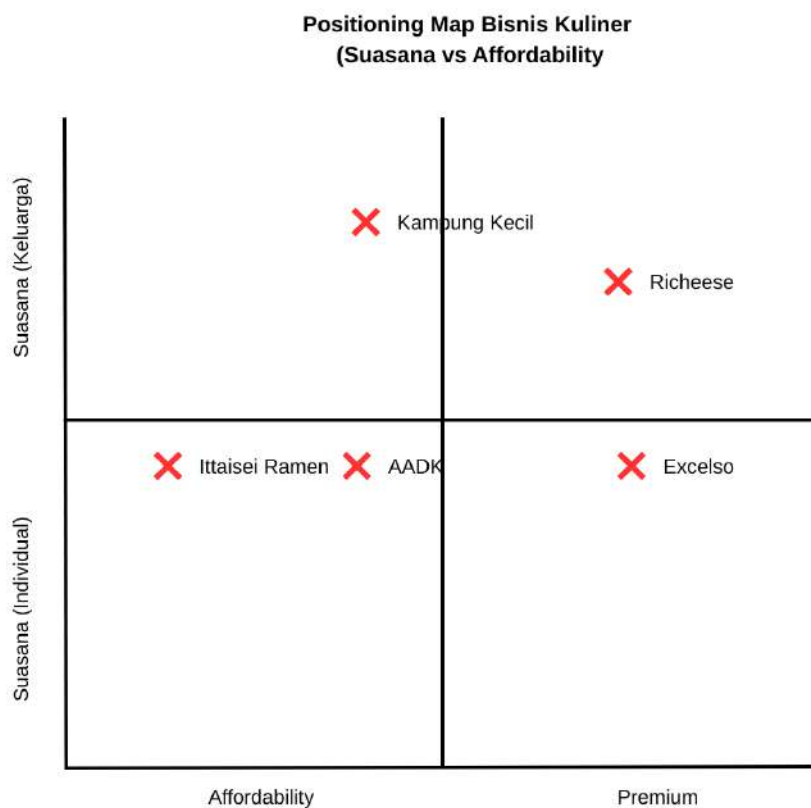 Positioning Map Bisnis Kuliner
(Suasana vs Affordability
Suasana (Keluarga)
Kampung Kecil
Richeese
Suasana (Individual)
Ittaisei Ramen
AADK
Excelso
Affordability
Premium